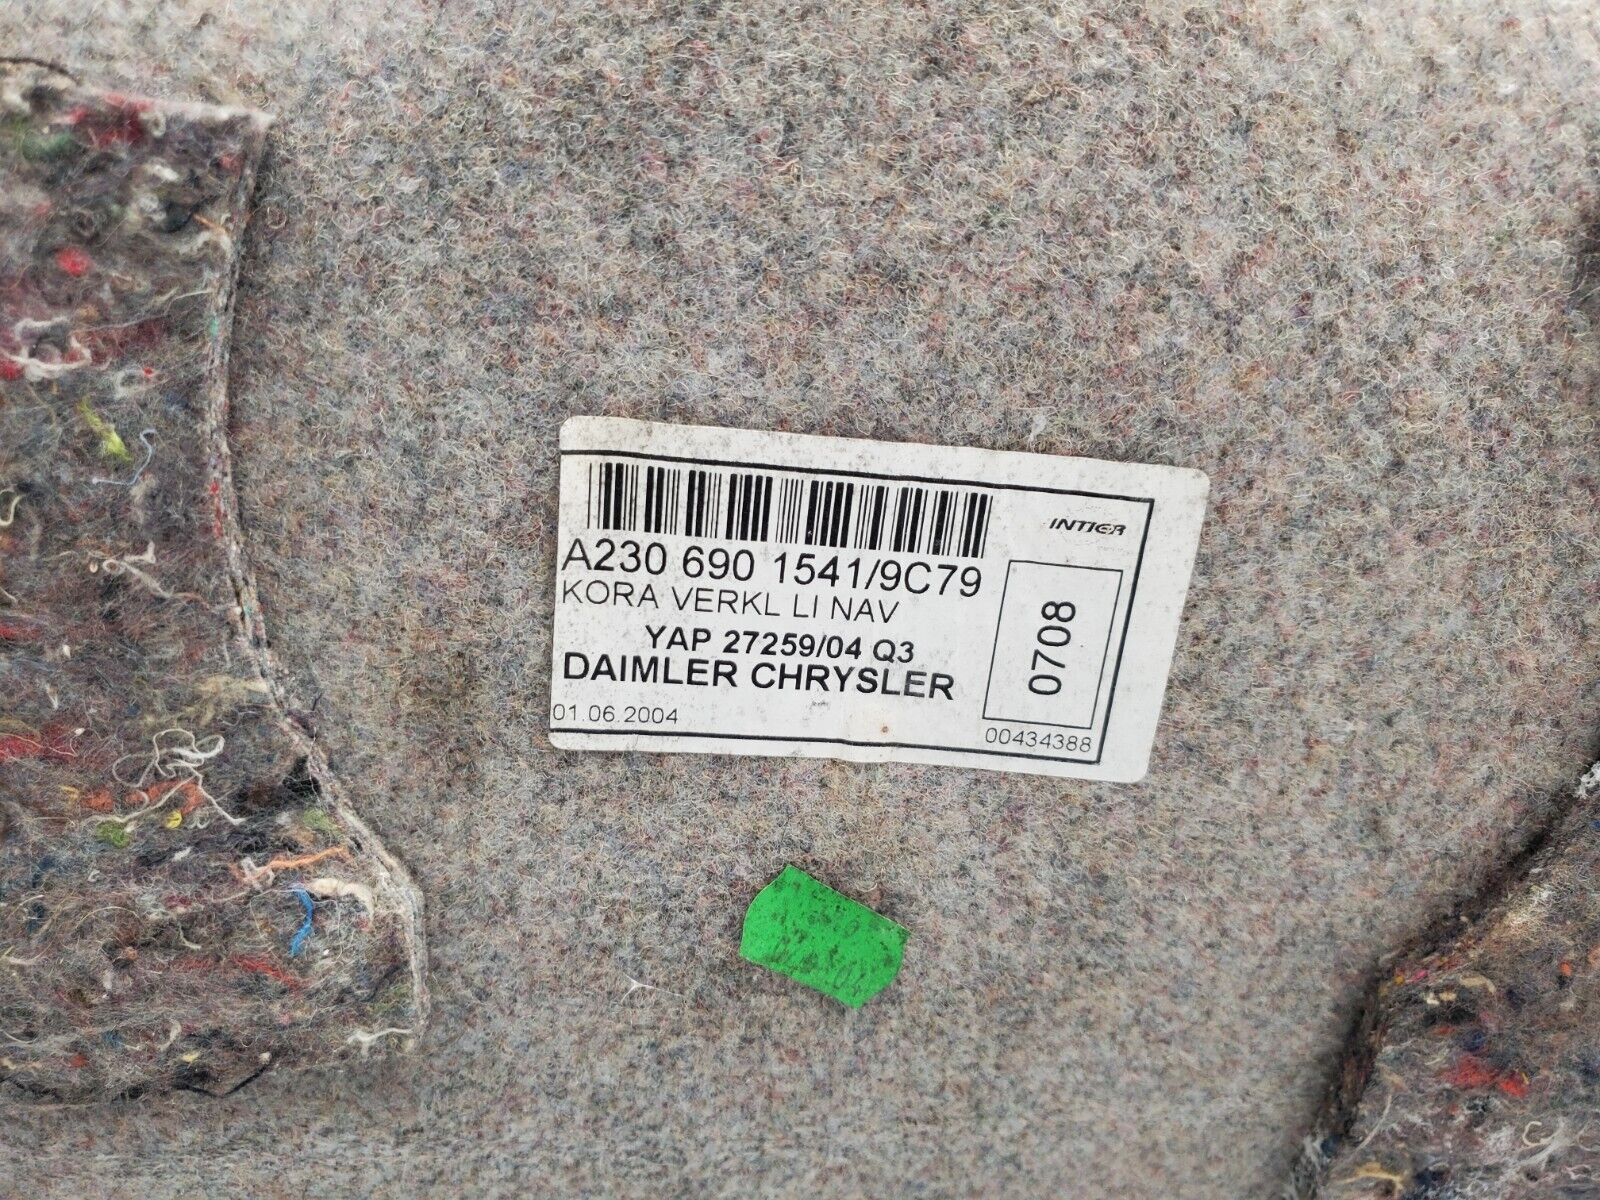 INTIER
A230 690 1541/9C79
KORA VERKL LI NAV
YAP 27259/04 Q3
DAIMLER CHRYSLER
0708
01.06.2004
00434388